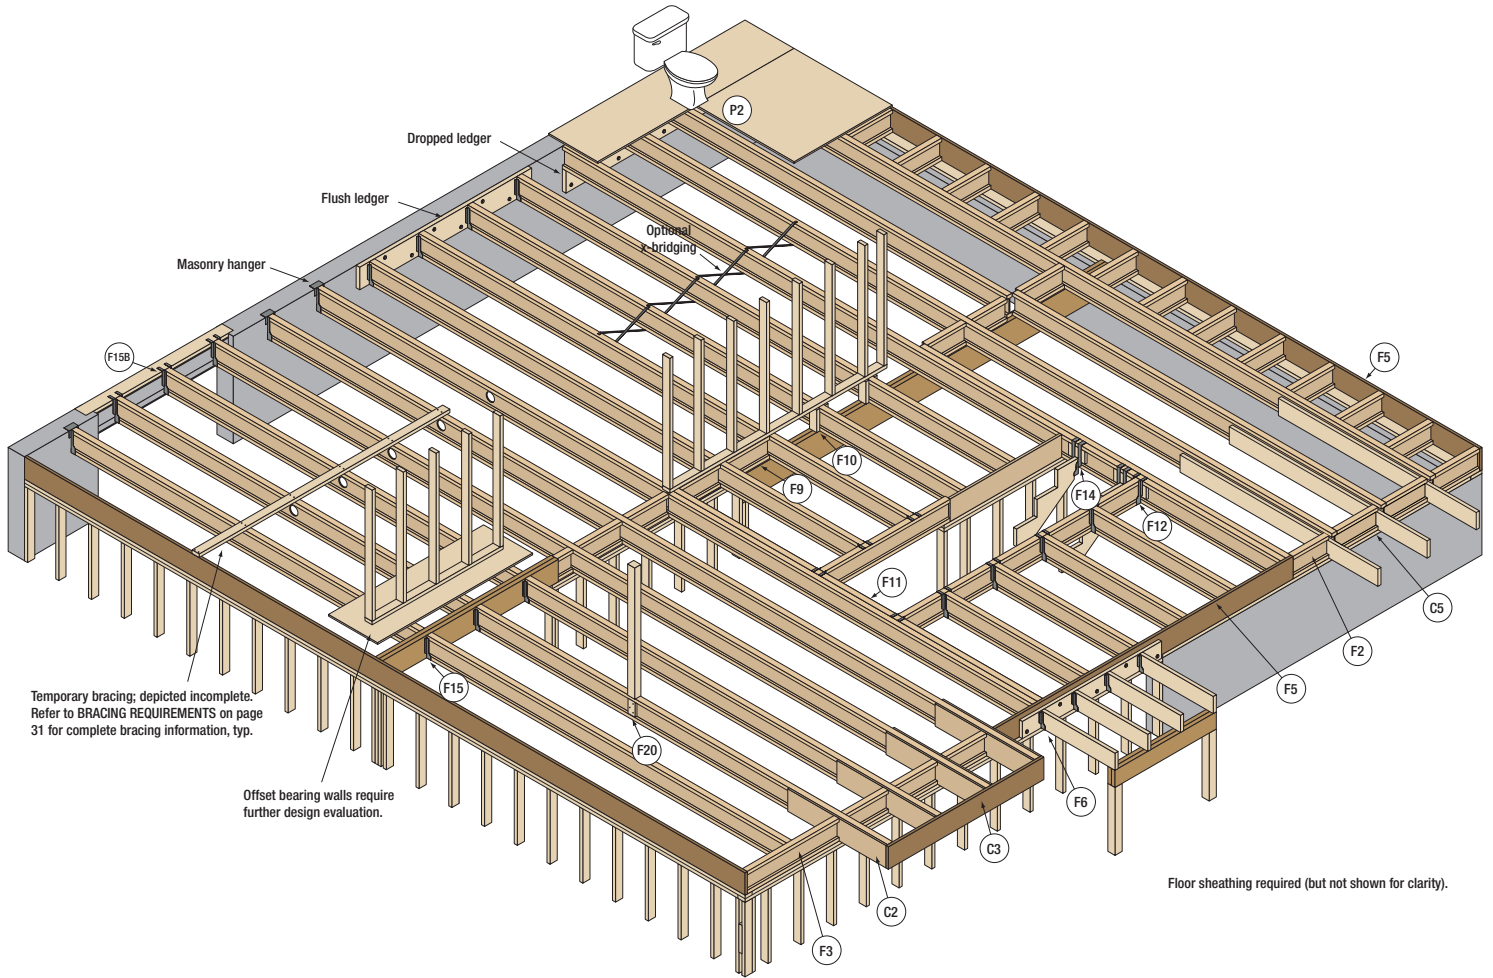 P2
Dropped ledger
Flush ledger
Optional
x-bridging
Masonry hanger
F15B
F5
F10
F9
F14
F12
F11
C5
F2
F5
F15
Temporary bracing; depicted incomplete.
Refer to BRACING REQUIREMENTS on page
31 for complete bracing information, typ.
F20
Offset bearing walls require
further design evaluation.
F6
C3
Floor sheathing required (but not shown for clarity).
C2
F3